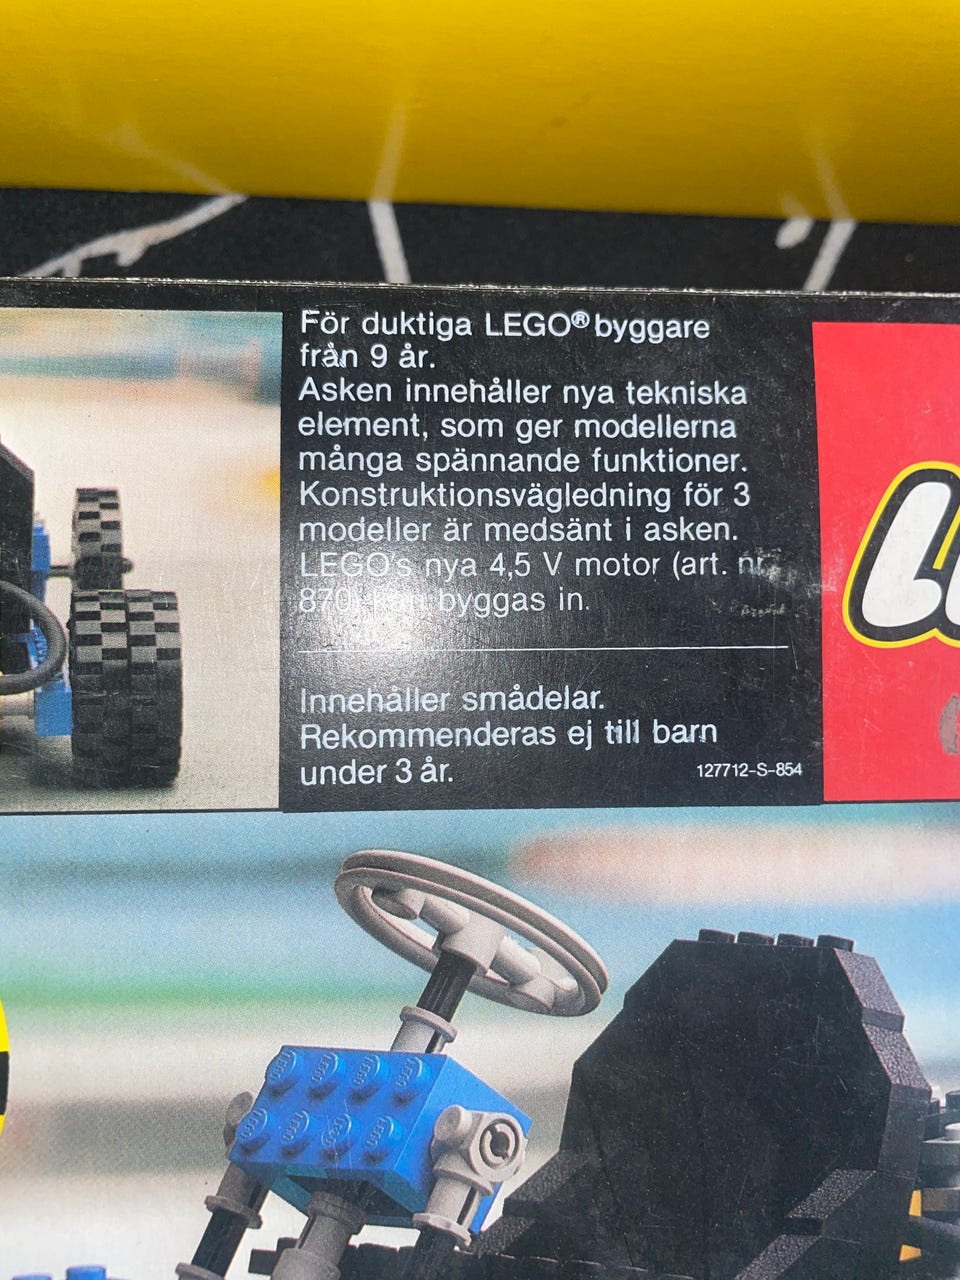 För duktiga LEGO® byggare
från 9 år.
Asken innehåller nya tekniska
element, som ger modellerna
många spännande funktioner.
Konstruktionsvägledning för 3
modeller är medsänt i asken.
LEGO's nya 4,5 V motor (art. nr.
870) kan byggas in.
Innehåller smådelar.
Rekommenderas ej till barn
under 3 år.
127712-S-854